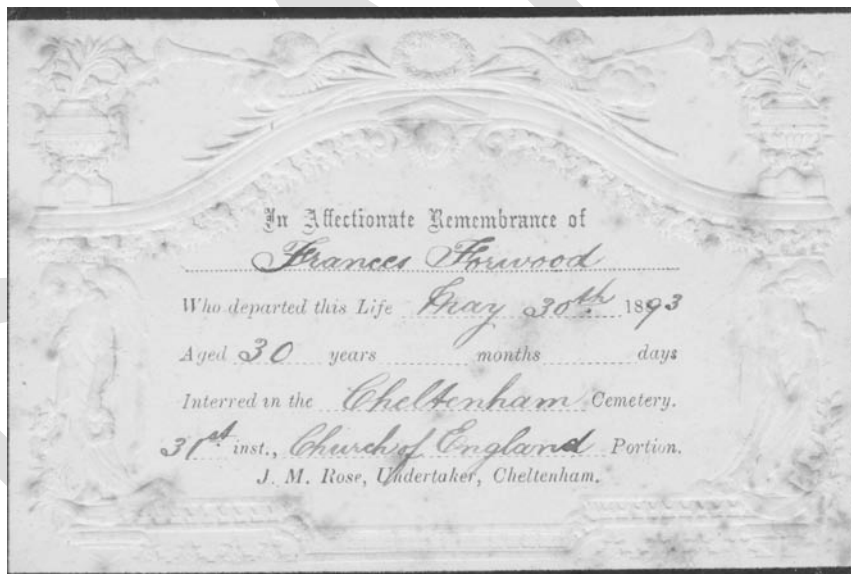 In Affectionate Remembrance of
Frances Horwood
Who departed this Life May 30th 1893
Aged 30 years months days
Interred in the Cheltenham Cemetery.
31st inst., Church of England Portion.
J. M. Rose, Undertaker, Cheltenham.